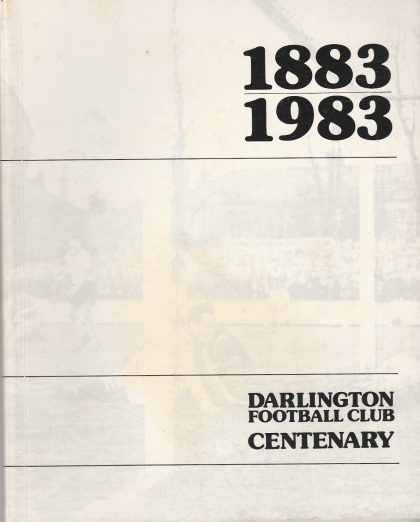 1883
1983
DARLINGTON
FOOTBALL CLUB
CENTENARY